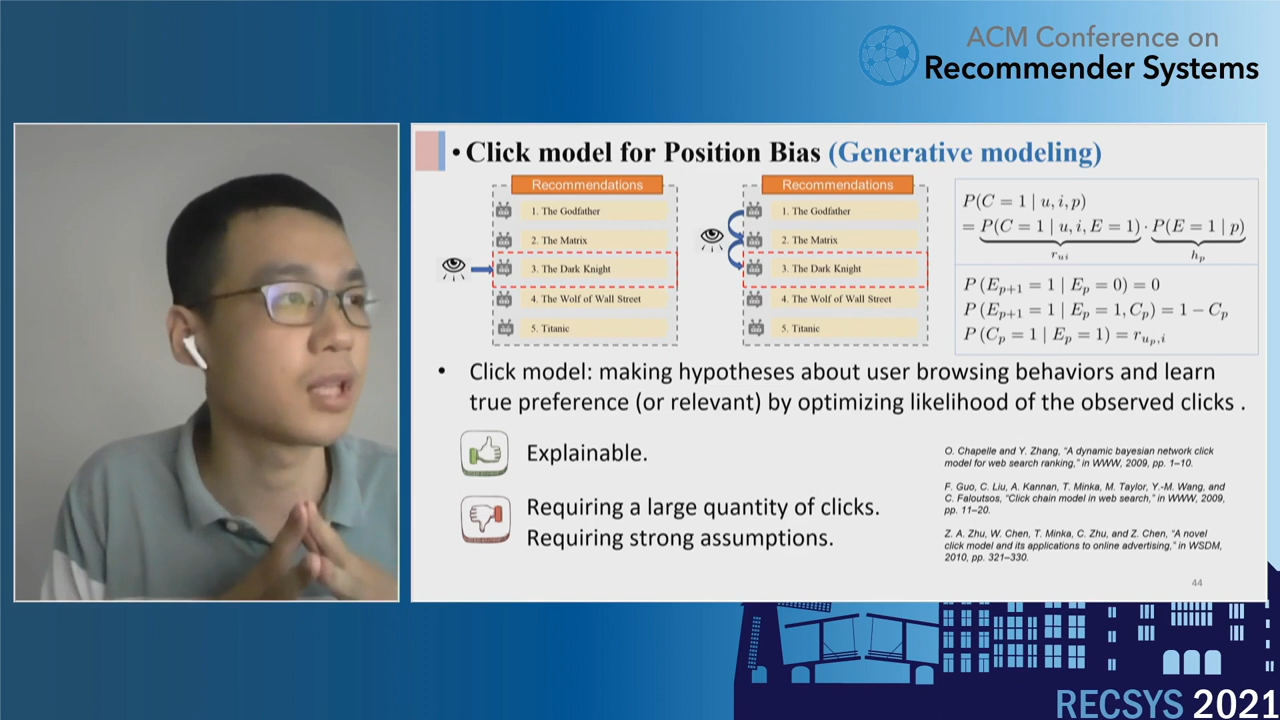 ACM Conference on
Recommender Systems
• Click model for Position Bias (Generative modeling)
Recommendations
1. The Godfather
2. The Matrix
3. The Dark Knight
4. The Wolf of Wall Street
5. Titanic
Recommendations
1. The Godfather
2. The Matrix
3. The Dark Knight
4. The Wolf of Wall Street
5. Titanic
P(C = 1 | u, i, p)
= P(C = 1 | u, i, E = 1) · P(E = 1 | p)
r_{ui} h_p
P(E_{p+1} = 1 | E_p = 0) = 0
P(E_{p+1} = 1 | E_p = 1, C_p) = 1 − C_p
P(C_p = 1 | E_p = 1) = r_{u_p,i}
• Click model: making hypotheses about user browsing behaviors and learn
true preference (or relevant) by optimizing likelihood of the observed clicks .
Explainable.
Requiring a large quantity of clicks.
Requiring strong assumptions.
O. Chapelle and Y. Zhang, "A dynamic bayesian network click
model for web search ranking," in WWW, 2009, pp. 1–10.
F. Guo, C. Liu, A. Kannan, T. Minka, M. Taylor, Y.-M. Wang, and
C. Faloutsos, "Click chain model in web search," in WWW, 2009,
pp. 11–20.
Z. A. Zhu, W. Chen, T. Minka, C. Zhu, and Z. Chen, "A novel
click model and its applications to online advertising," in WSDM,
2010, pp. 321–330.
44
RECSYS 2021